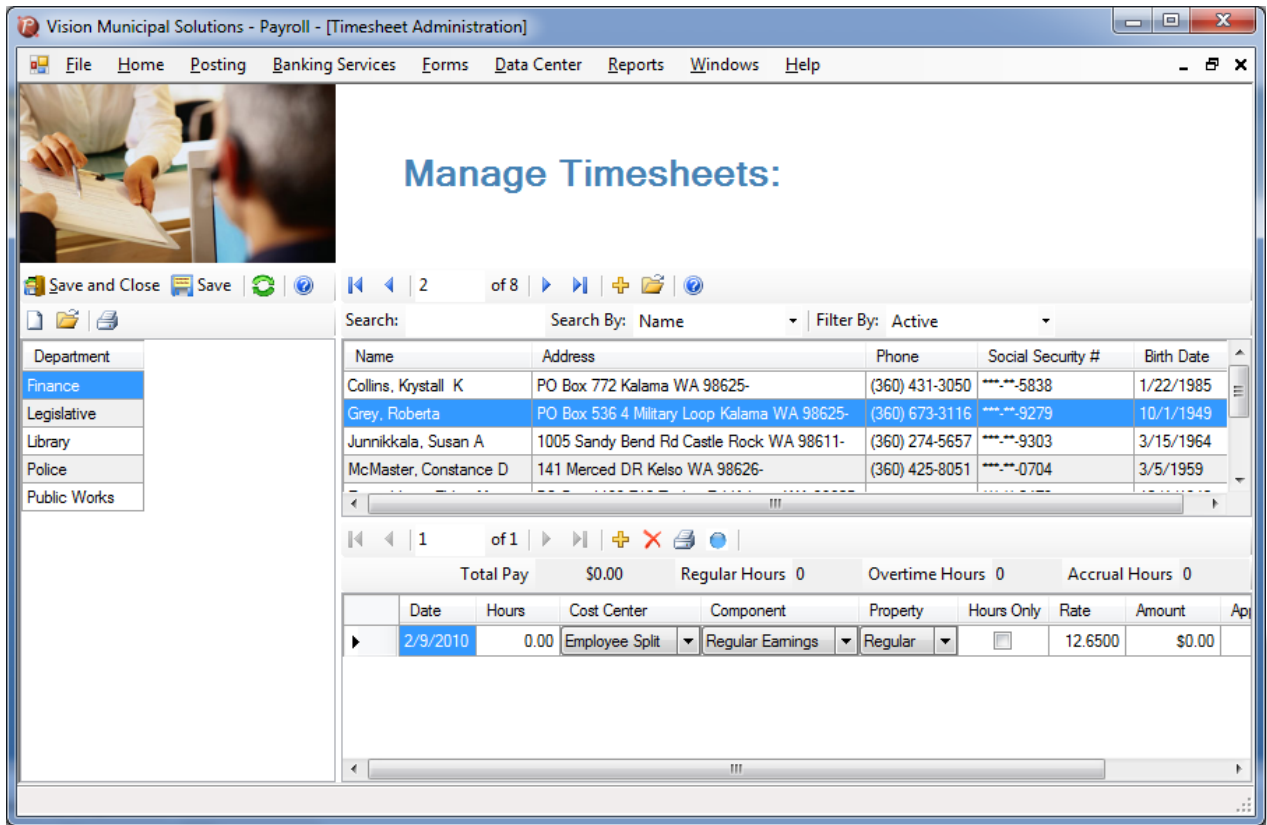 Vision Municipal Solutions - Payroll - [Timesheet Administration]
File Home Posting Banking Services Forms Data Center Reports Windows Help
Manage Timesheets:
Save and Close Save 2 of 8
Search: Search By: Name Filter By: Active
Department
Finance
Legislative
Library
Police
Public Works
Name Address Phone Social Security # Birth Date
Collins, Krystall K PO Box 772 Kalama WA 98625- (360) 431-3050 ***-**-5838 1/22/1985
Grey, Roberta PO Box 536 4 Military Loop Kalama WA 98625- (360) 673-3116 ***-**-9279 10/1/1949
Junnikkala, Susan A 1005 Sandy Bend Rd Castle Rock WA 98611- (360) 274-5657 ***-**-9303 3/15/1964
McMaster, Constance D 141 Merced DR Kelso WA 98626- (360) 425-8051 ***-**-0704 3/5/1959
1 of 1
Total Pay $0.00 Regular Hours 0 Overtime Hours 0 Accrual Hours 0
Date Hours Cost Center Component Property Hours Only Rate Amount
2/9/2010 0.00 Employee Split Regular Earnings Regular 12.6500 $0.00